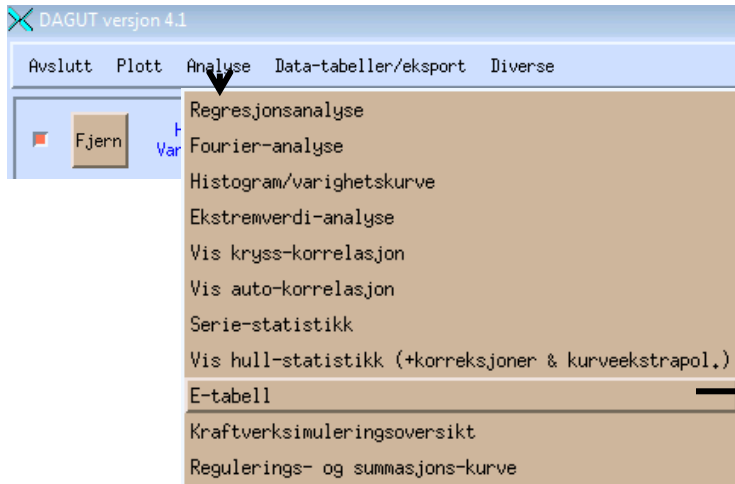 DAGUT versjon 4.1
Avslutt Plott Analyse Data-tabeller/eksport Diverse
Fjern
Regresjonsanalyse
Fourier-analyse
Histogram/varighetskurve
Ekstremverdi-analyse
Vis kryss-korrelasjon
Vis auto-korrelasjon
Serie-statistikk
Vis hull-statistikk (+korreksjoner & kurveekstrapol.)
E-tabell
Kraftverksimuleringsoversikt
Regulerings- og summasjons-kurve